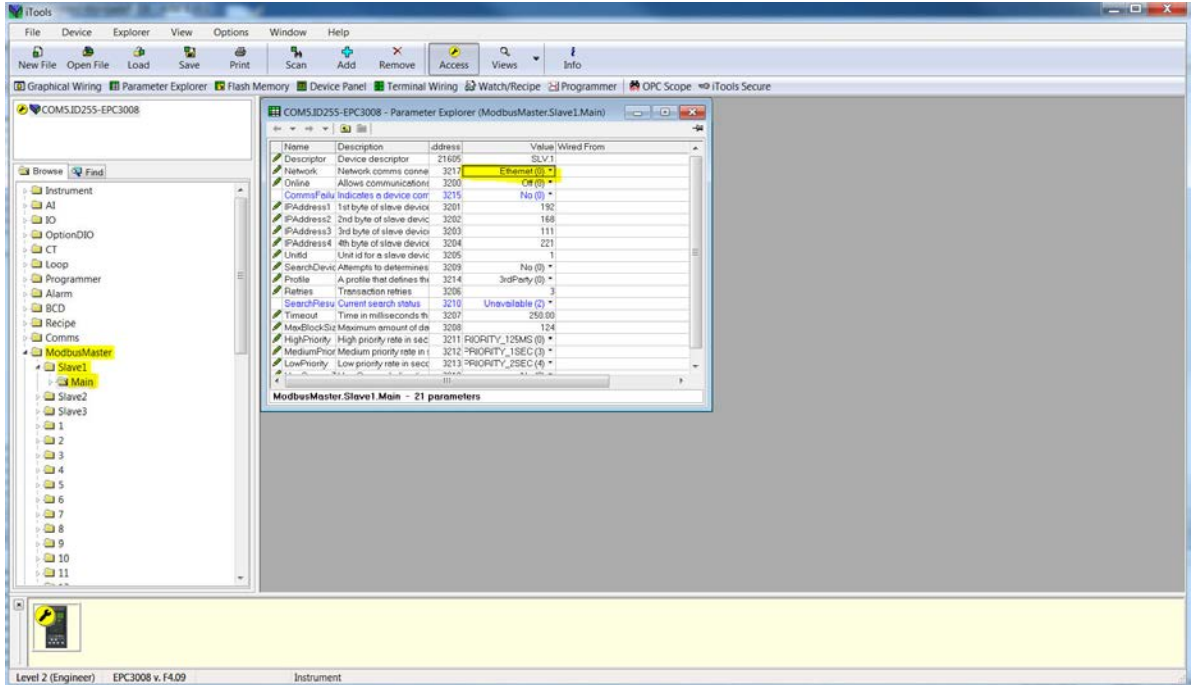 iTools
File Device Explorer View Options Window Help
New File Open File Load Save Print Scan Add Remove Access Views Info
Graphical Wiring Parameter Explorer Flash Memory Device Panel Terminal Wiring Watch/Recipe Programmer OPC Scope iTools Secure
COM5.ID255-EPC3008
Browse Find
Instrument
AI
IO
OptionDIO
CT
Loop
Programmer
Alarm
BCD
Recipe
Comms
ModbusMaster
Slave1
Main
Slave2
Slave3
1
2
3
4
5
6
7
8
9
10
11
COM5.ID255-EPC3008 - Parameter Explorer (ModbusMaster.Slave1.Main)
Name Description ddress Value Wired From
Descriptor Device descriptor 21605 SLV.1
Network Network comms conne 3217 Ethernet (0)
Online Allows communications 3200 Off (0)
CommsFailu Indicates a device com 3215 No (0)
IPAddress1 1st byte of slave device 3201 192
IPAddress2 2nd byte of slave devic 3202 168
IPAddress3 3rd byte of slave devic 3203 111
IPAddress4 4th byte of slave device 3204 221
UnitId Unit id for a slave devic 3205 1
SearchDevic Attempts to determines 3209 No (0)
Profile A profile that defines the 3214 3rdParty (0)
Retries Transaction retries 3206 3
SearchResu Current search status 3210 Unavailable (2)
Timeout Time in milliseconds th 3207 250.00
MaxBlockSiz Maximum amount of da 3208 124
HighPriority High priority rate in sec 3211 RIORITY_125MS (0)
MediumPrior Medium priority rate in s 3212 PRIORITY_1SEC (3)
LowPriority Low priority rate in secc 3213 PRIORITY_2SEC (4)
ModbusMaster.Slave1.Main - 21 parameters
Level 2 (Engineer) EPC3008 v. F4.09 Instrument